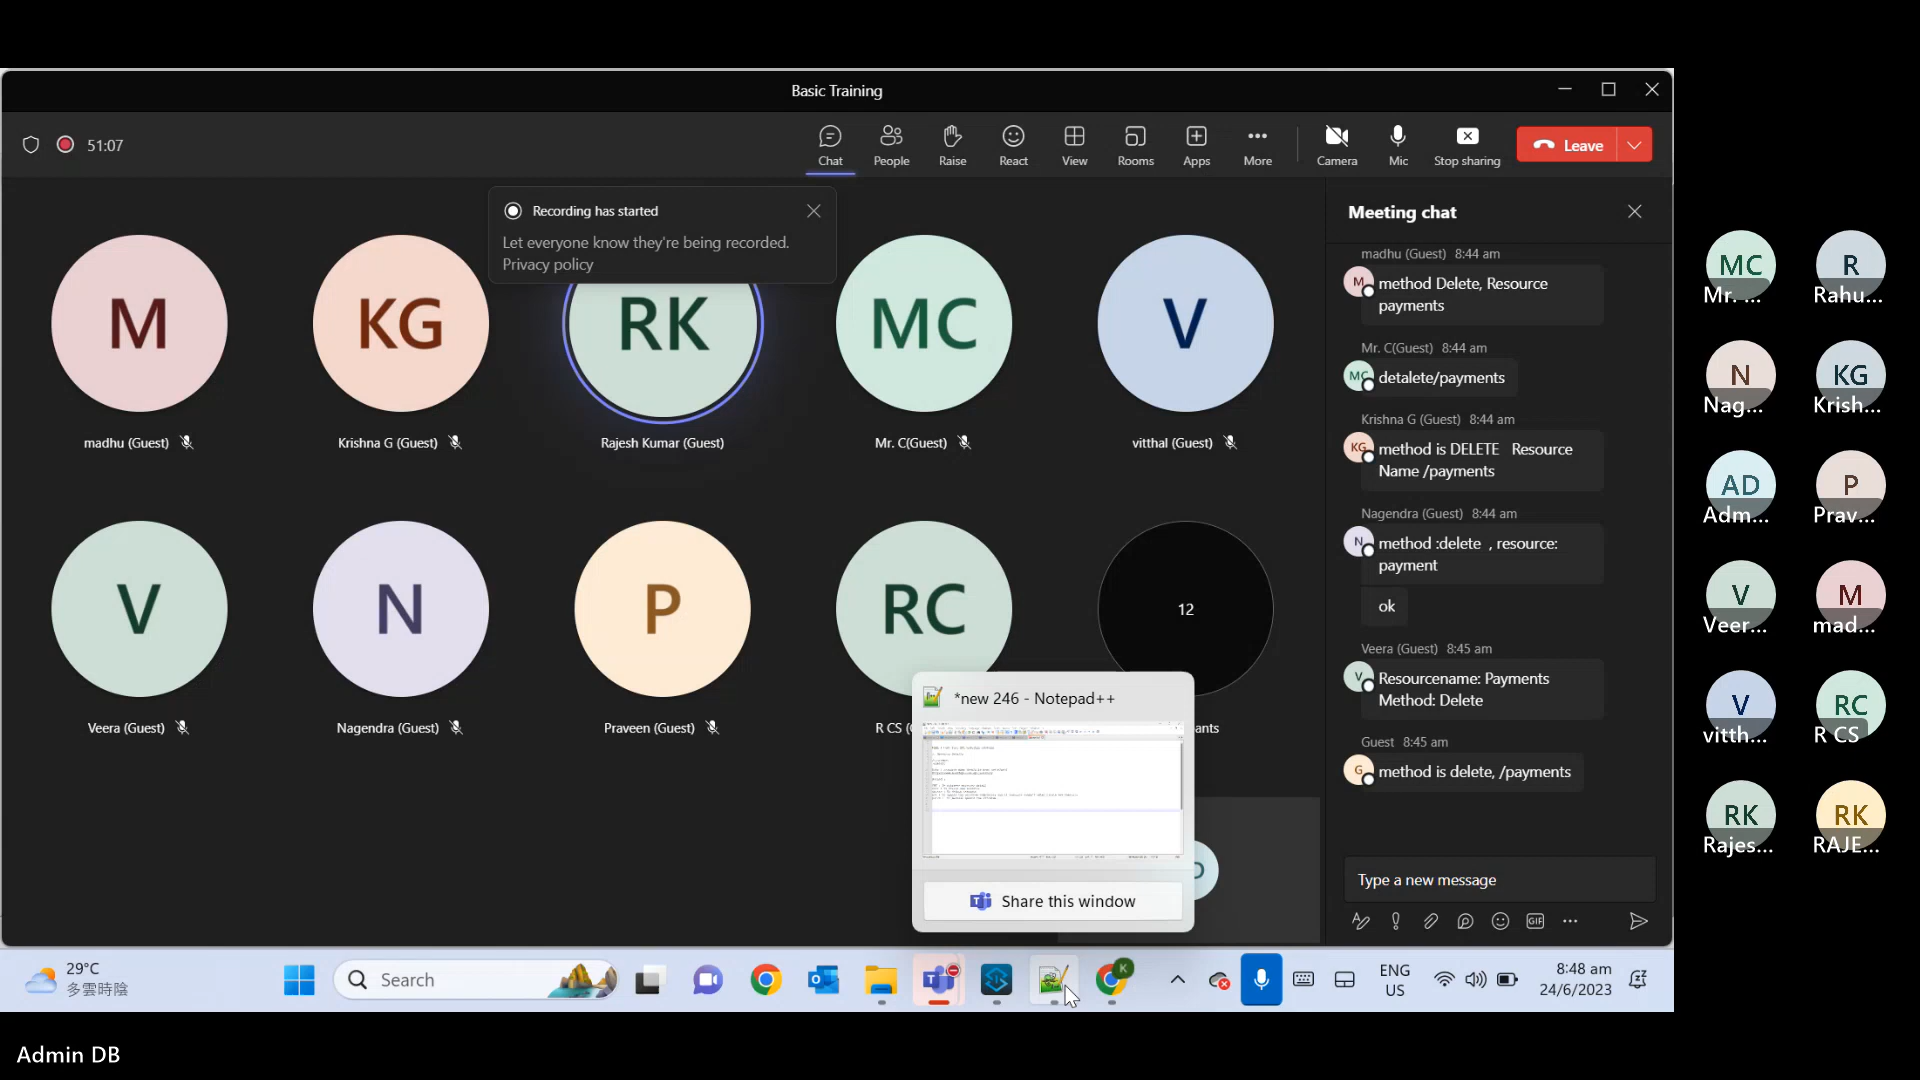 Basic Training
51:07
Chat
People
Raise
React
View
Rooms
Apps
More
Camera
Mic
Stop sharing
Leave
Recording has started
Let everyone know they're being recorded.
Privacy policy
M
KG
RK
MC
V
madhu (Guest)
Krishna G (Guest)
Rajesh Kumar (Guest)
Mr. C(Guest)
vitthal (Guest)
V
N
P
RC
12
Veera (Guest)
Nagendra (Guest)
Praveen (Guest)
R CS (
ants
*new 246 - Notepad++
Share this window
Meeting chat
madhu (Guest) 8:44 am
M
method Delete, Resource
payments
Mr. C(Guest) 8:44 am
MC
detalete/payments
Krishna G (Guest) 8:44 am
KG
method is DELETE Resource
Name /payments
Nagendra (Guest) 8:44 am
N
method :delete , resource:
payment
ok
Veera (Guest) 8:45 am
V
Resourcename: Payments
Method: Delete
Guest 8:45 am
G
method is delete, /payments
Type a new message
GIF
MC
Mr. ...
R
Rahu...
N
Nag...
KG
Krish...
AD
Adm...
P
Prav...
V
Veer...
M
mad...
V
vitth...
RC
R CS
RK
Rajes...
RK
RAJE...
29°C
多雲時陰
Search
K
ENG
US
8:48 am
24/6/2023
Admin DB